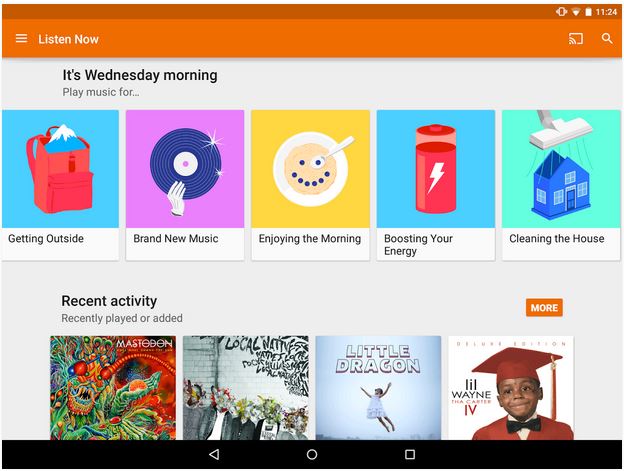 11:24
Listen Now
It's Wednesday morning
Play music for...
Getting Outside
Brand New Music
Enjoying the Morning
Boosting Your
Energy
Cleaning the House
Recent activity
Recently played or added
MORE
MASTODON
LOCAL NATIVES
LITTLE
DRAGON
DELUXE EDITION
lil
WAYNE
THA CARTER
IV